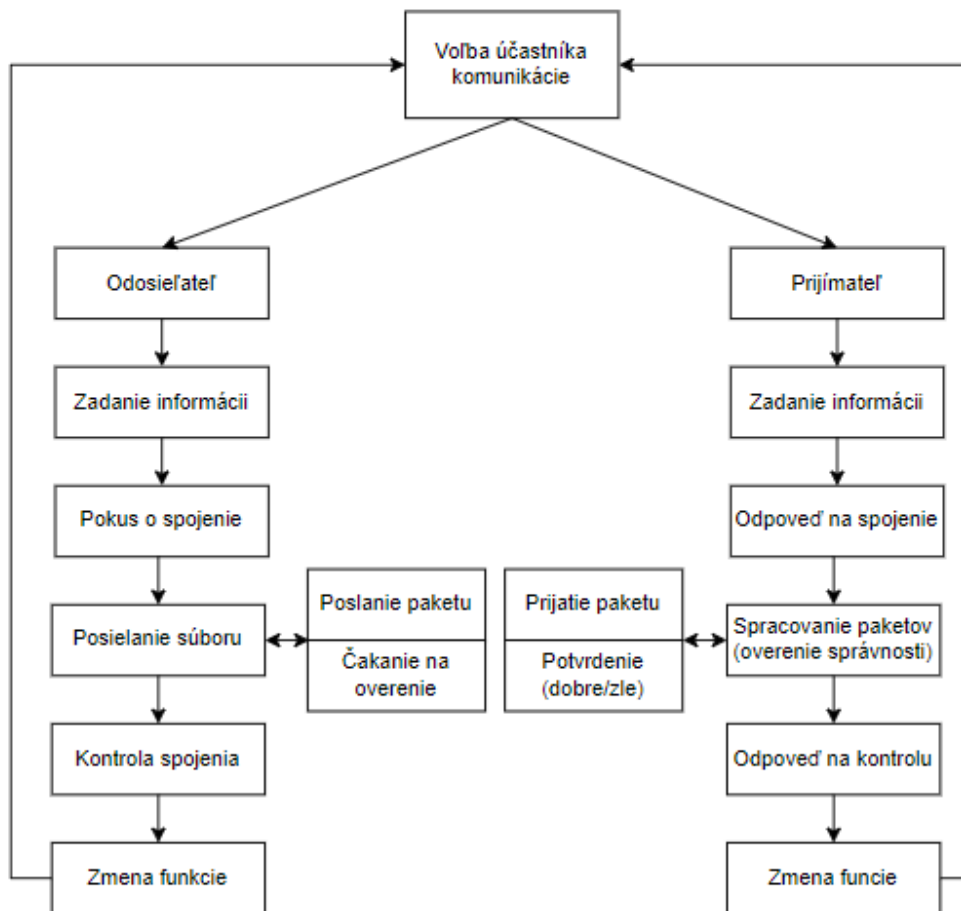 Voľba účastníka
komunikácie
Odosieľateľ
Prijímateľ
Zadanie informácii
Zadanie informácii
Pokus o spojenie
Odpoveď na spojenie
Posielanie súboru
Poslanie paketu
Čakanie na
overenie
Prijatie paketu
Potvrdenie
(dobre/zle)
Spracovanie paketov
(overenie správnosti)
Kontrola spojenia
Odpoveď na kontrolu
Zmena funkcie
Zmena funcie